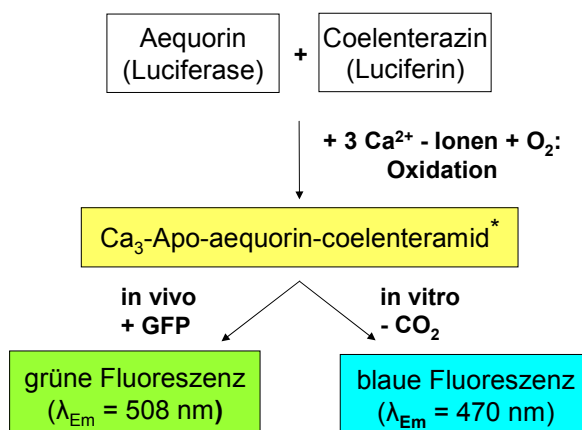 Aequorin
(Luciferase)
+
Coelenterazin
(Luciferin)
+ 3 Ca²⁺ - Ionen + O₂:
Oxidation
Ca₃-Apo-aequorin-coelenteramid*
in vivo
+ GFP
in vitro
- CO₂
grüne Fluoreszenz
(λEm = 508 nm)
blaue Fluoreszenz
(λEm = 470 nm)